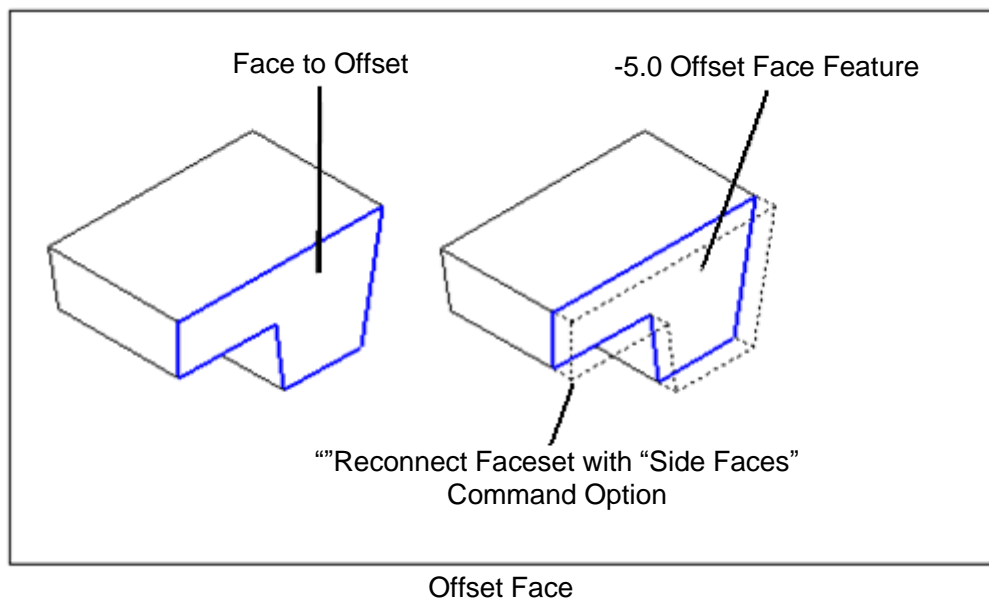 Face to Offset
-5.0 Offset Face Feature
“”Reconnect Faceset with “Side Faces”
Command Option
Offset Face